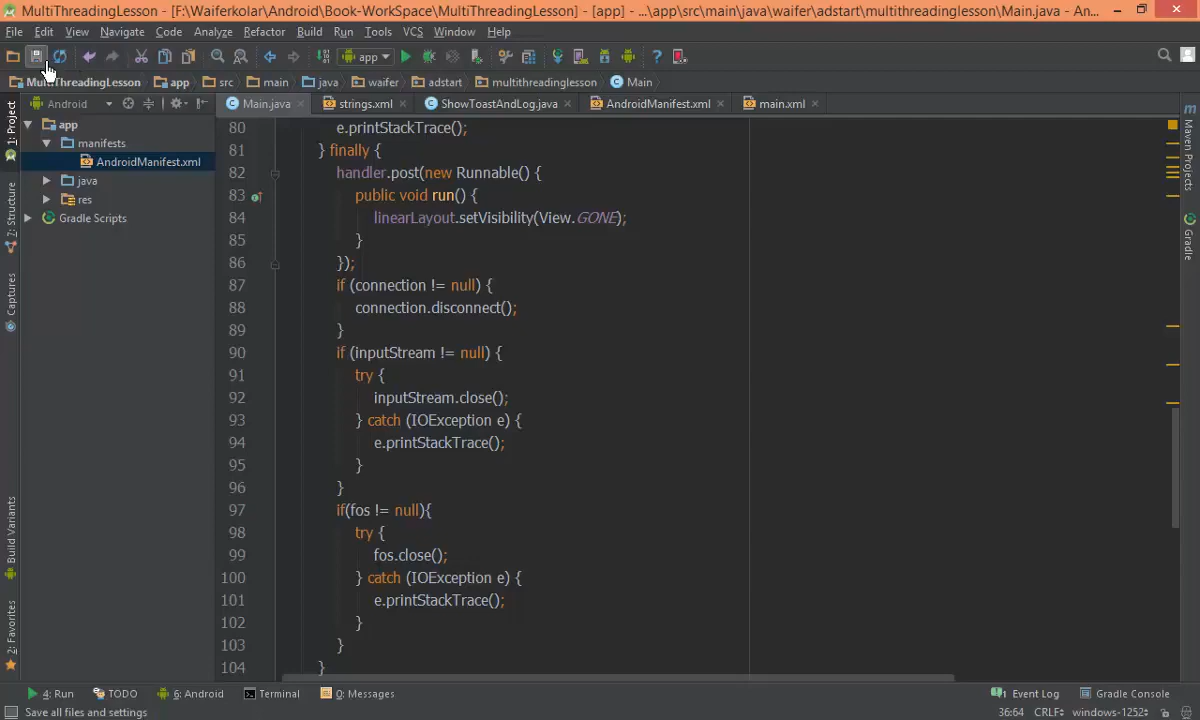 MultiThreadingLesson - [F:\Waiferkolar\Android\Book-WorkSpace\MultiThreadingLesson] - [app] - ...\app\src\main\java\waifer\adstart\multithreadinglesson\Main.java - An...
File Edit View Navigate Code Analyze Refactor Build Run Tools VCS Window Help
app
MultiThreadingLesson app src main java waifer adstart multithreadinglesson Main
Android Main.java strings.xml ShowToastAndLog.java AndroidManifest.xml main.xml
1: Project
7: Structure
Captures
Build Variants
2: Favorites
app
manifests
AndroidManifest.xml
java
res
Gradle Scripts
80 e.printStackTrace();
81 } finally {
82 handler.post(new Runnable() {
83 public void run() {
84 linearLayout.setVisibility(View.GONE);
85 }
86 });
87 if (connection != null) {
88 connection.disconnect();
89 }
90 if (inputStream != null) {
91 try {
92 inputStream.close();
93 } catch (IOException e) {
94 e.printStackTrace();
95 }
96 }
97 if(fos != null){
98 try {
99 fos.close();
100 } catch (IOException e) {
101 e.printStackTrace();
102 }
103 }
104 }
Maven Projects
Gradle
4: Run TODO 6: Android Terminal 0: Messages 1 Event Log Gradle Console
Save all files and settings 36:64 CRLF windows-1252